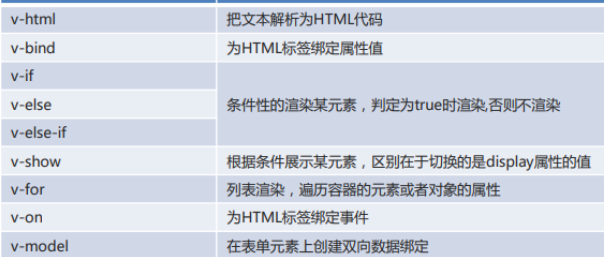 v-html 把文本解析为HTML代码
v-bind 为HTML标签绑定属性值
v-if
v-else 条件性的渲染某元素，判定为true时渲染,否则不渲染
v-else-if
v-show 根据条件展示某元素，区别在于切换的是display属性的值
v-for 列表渲染，遍历容器的元素或者对象的属性
v-on 为HTML标签绑定事件
v-model 在表单元素上创建双向数据绑定